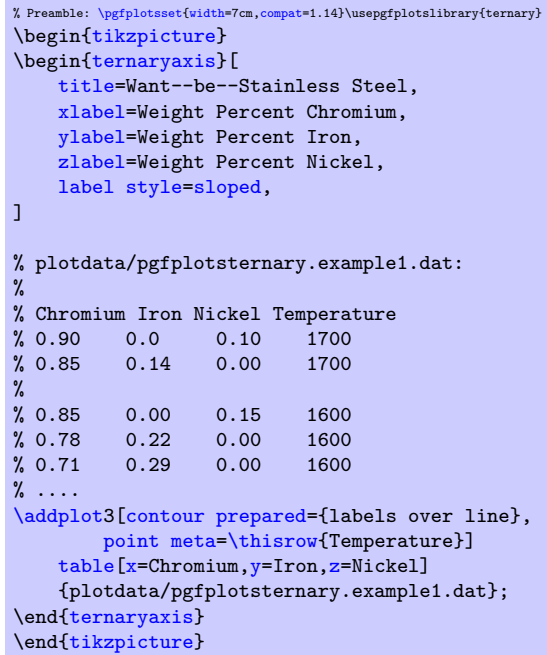 % Preamble: \pgfplotsset{width=7cm,compat=1.14}\usepgfplotslibrary{ternary}
\begin{tikzpicture}
\begin{ternaryaxis}[
    title=Want--be--Stainless Steel,
    xlabel=Weight Percent Chromium,
    ylabel=Weight Percent Iron,
    zlabel=Weight Percent Nickel,
    label style=sloped,
]

% plotdata/pgfplotsternary.example1.dat:
%
% Chromium Iron Nickel Temperature
% 0.90    0.0     0.10    1700
% 0.85    0.14    0.00    1700
%
% 0.85    0.00    0.15    1600
% 0.78    0.22    0.00    1600
% 0.71    0.29    0.00    1600
% ....
\addplot3[contour prepared={labels over line},
        point meta=\thisrow{Temperature}]
    table[x=Chromium,y=Iron,z=Nickel]
    {plotdata/pgfplotsternary.example1.dat};
\end{ternaryaxis}
\end{tikzpicture}